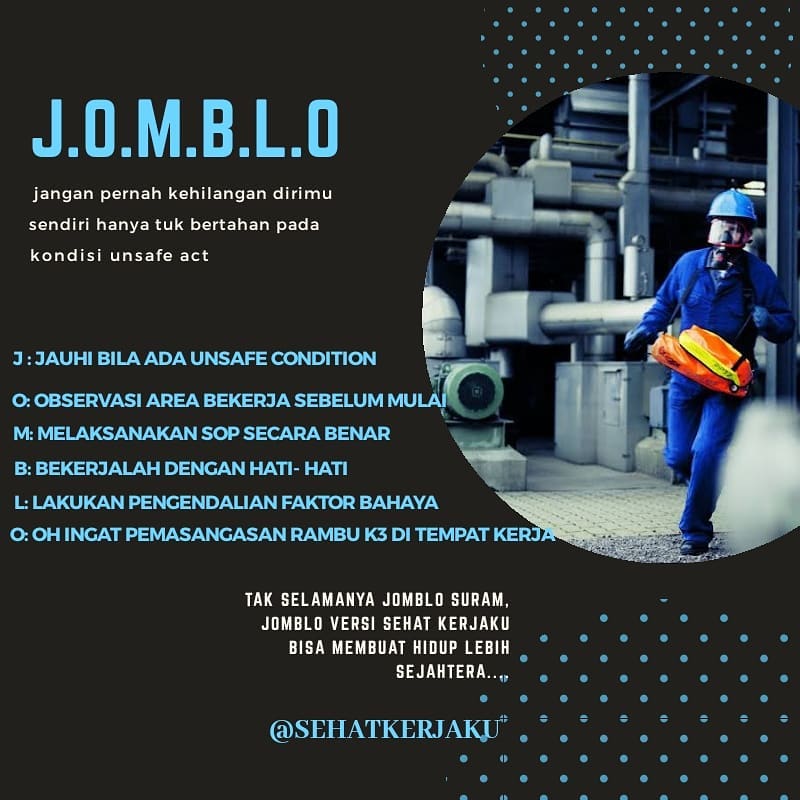 J.O.M.B.L.O
jangan pernah kehilangan dirimu
sendiri hanya tuk bertahan pada
kondisi unsafe act
J : JAUHI BILA ADA UNSAFE CONDITION
O: OBSERVASI AREA BEKERJA SEBELUM MULAI
M: MELAKSANAKAN SOP SECARA BENAR
B: BEKERJALAH DENGAN HATI- HATI
L: LAKUKAN PENGENDALIAN FAKTOR BAHAYA
O: OH INGAT PEMASANGASAN RAMBU K3 DI TEMPAT KERJA
TAK SELAMANYA JOMBLO SURAM,
JOMBLO VERSI SEHAT KERJAKU
BISA MEMBUAT HIDUP LEBIH
SEJAHTERA....
@SEHATKERJAKU